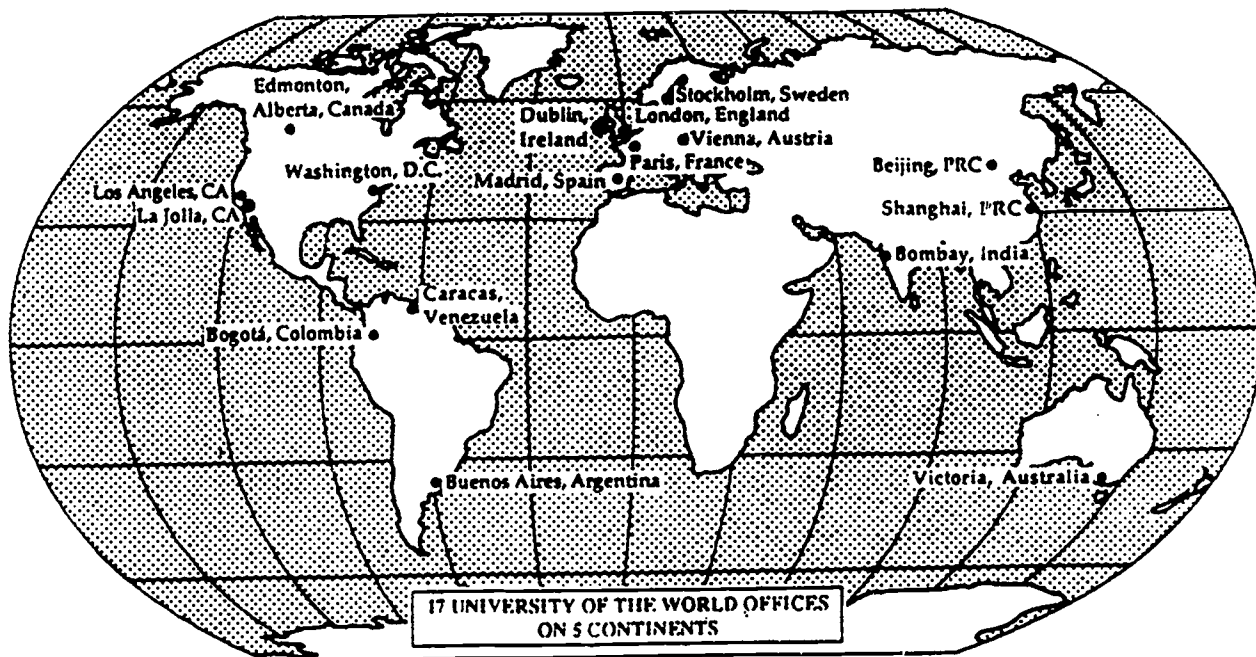 Edmonton,
Alberta, Canada
Stockholm, Sweden
Dublin,
Ireland
London, England
Vienna, Austria
Paris, France
Washington, D.C.
Madrid, Spain
Beijing, PRC
Los Angeles, CA
La Jolla, CA
Shanghai, PRC
Bombay, India
Caracas,
Venezuela
Bogotá, Colombia
Buenos Aires, Argentina
Victoria, Australia
17 UNIVERSITY OF THE WORLD OFFICES
ON 5 CONTINENTS